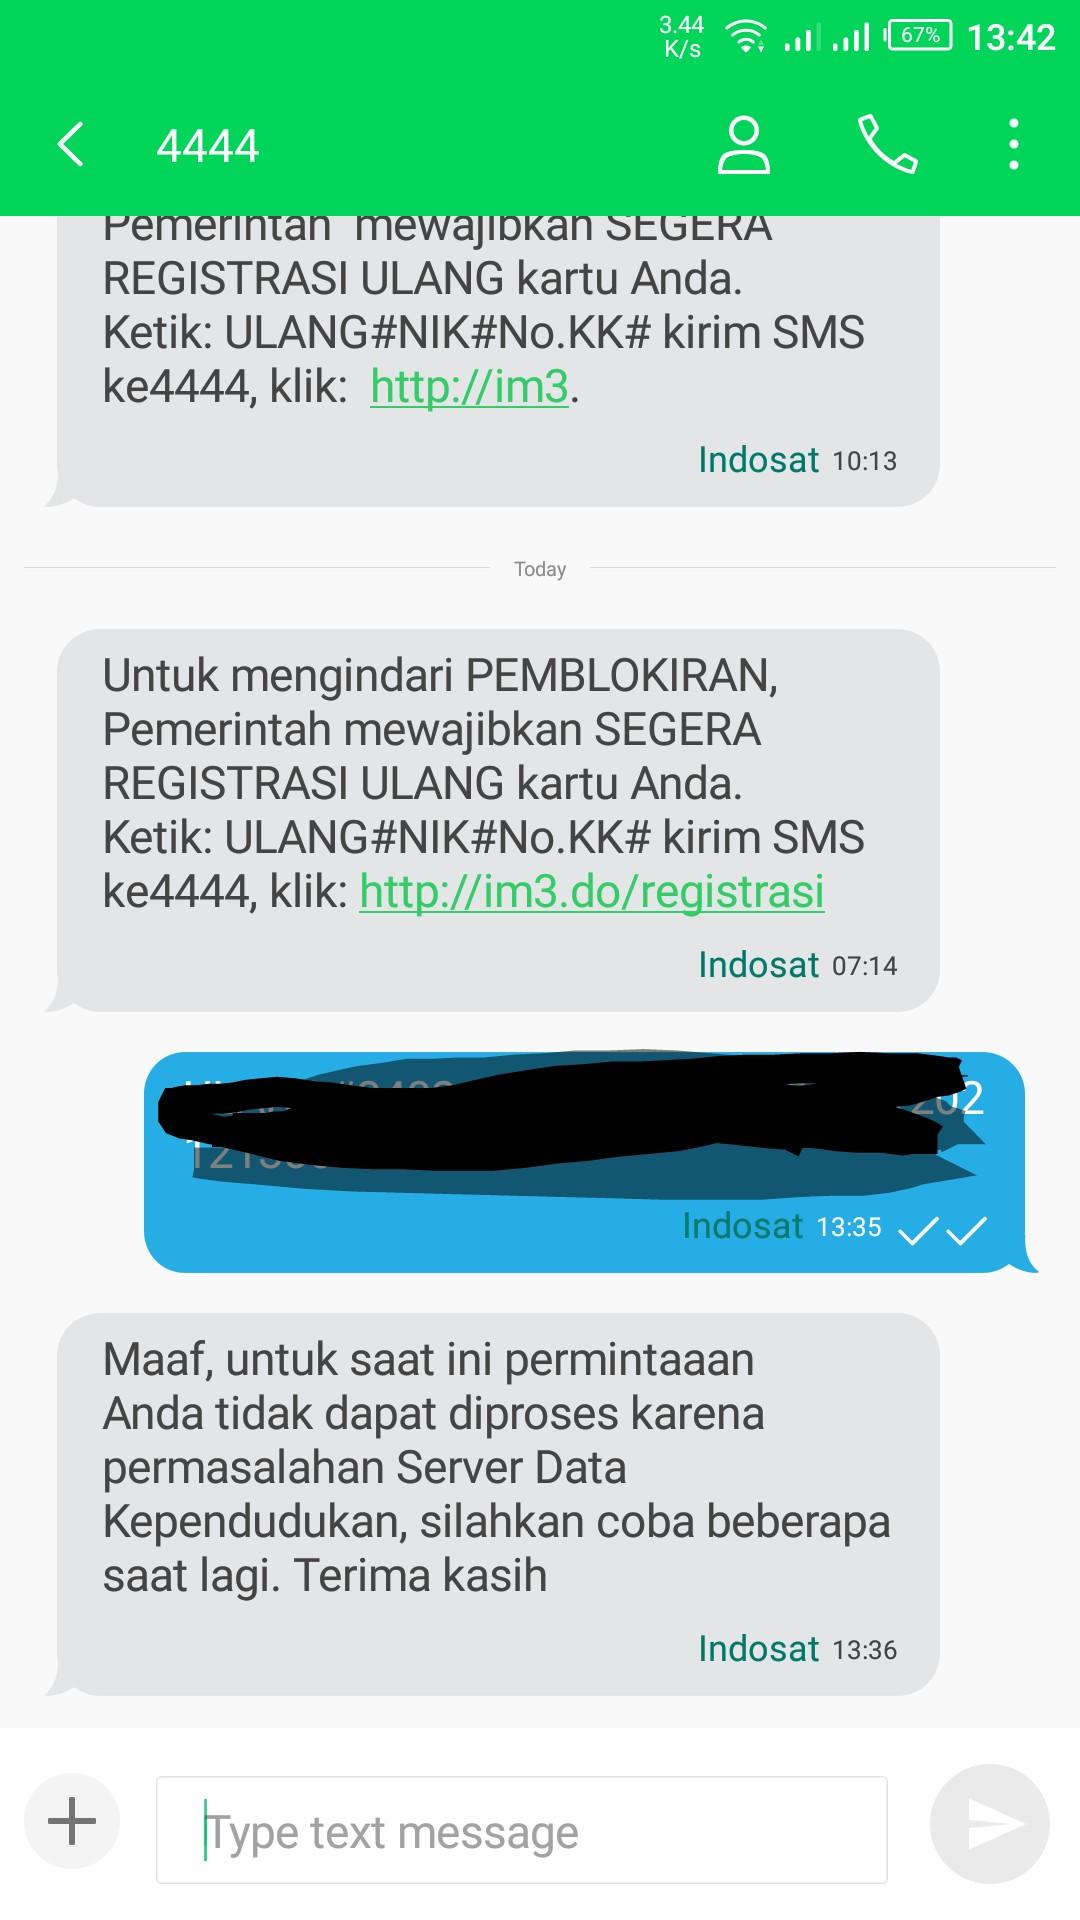 3.44
K/s
67%
13:42
4444
Pemerintah mewajibkan SEGERA
REGISTRASI ULANG kartu Anda.
Ketik: ULANG#NIK#No.KK# kirim SMS
ke4444, klik: http://im3.
Indosat 10:13
Today
Untuk mengindari PEMBLOKIRAN,
Pemerintah mewajibkan SEGERA
REGISTRASI ULANG kartu Anda.
Ketik: ULANG#NIK#No.KK# kirim SMS
ke4444, klik: http://im3.do/registrasi
Indosat 07:14
Indosat 13:35
Maaf, untuk saat ini permintaaan
Anda tidak dapat diproses karena
permasalahan Server Data
Kependudukan, silahkan coba beberapa
saat lagi. Terima kasih
Indosat 13:36
Type text message